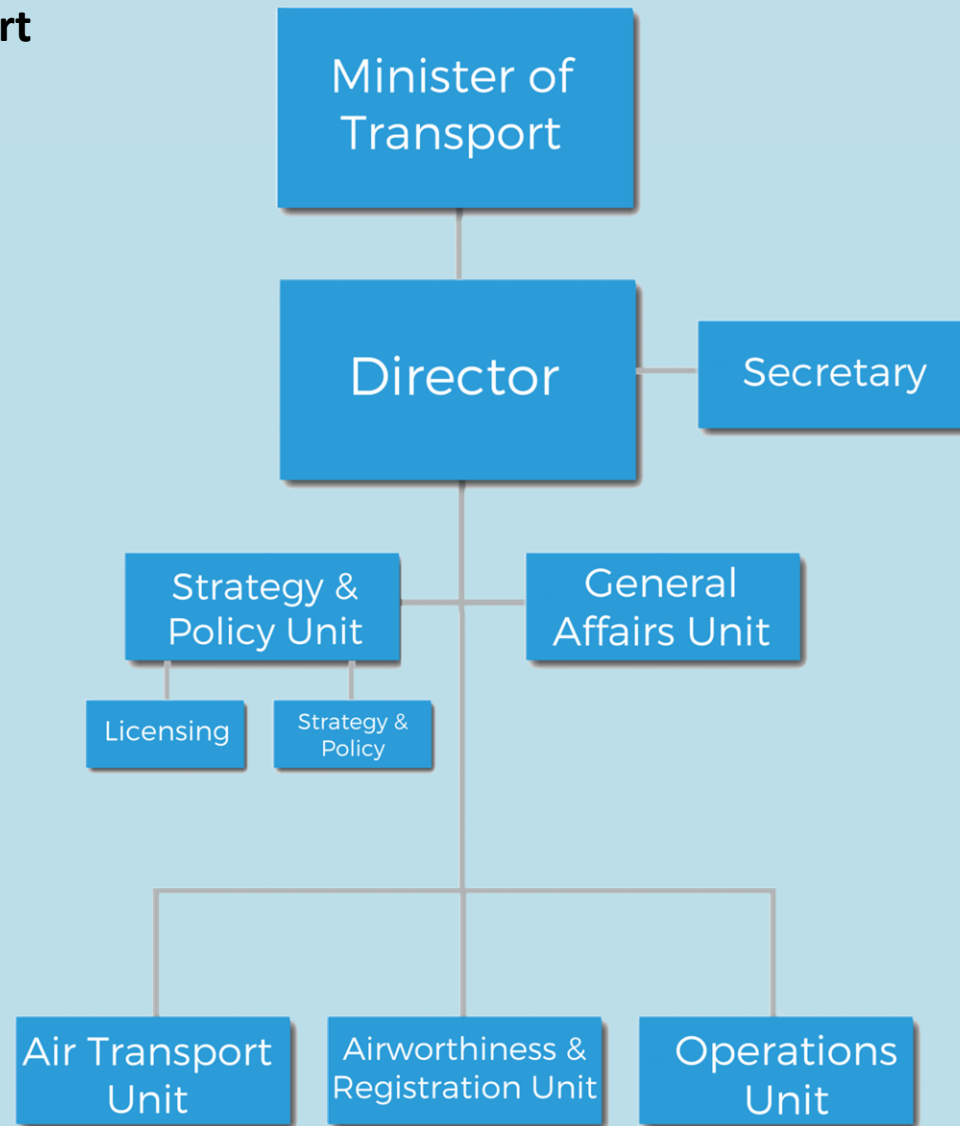 rt
Minister of
Transport
Director
Secretary
Strategy &
Policy Unit
General
Affairs Unit
Licensing
Strategy &
Policy
Air Transport
Unit
Airworthiness &
Registration Unit
Operations
Unit